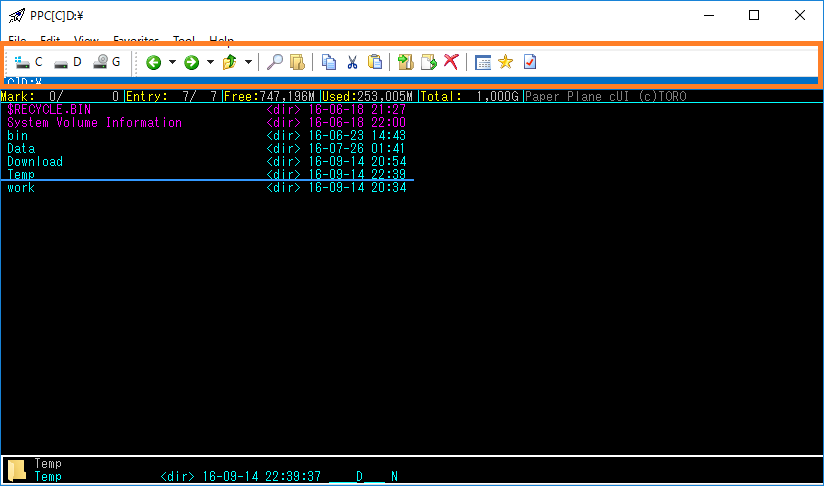 PPC[C]D:¥
File Edit View Favorites Tool Help
C D G
C]D:¥
Mark: 0/ 0|Entry: 7/ 7|Free:747,196M|Used:253,005M|Total: 1,000G|Paper Plane cUI (c)TORO
$RECYCLE.BIN <dir> 16-06-18 21:27
System Volume Information <dir> 16-06-18 22:00
bin <dir> 16-06-23 14:43
Data <dir> 16-07-26 01:41
Download <dir> 16-09-14 20:54
Temp <dir> 16-09-14 22:39
work <dir> 16-09-14 20:34
Temp
Temp <dir> 16-09-14 22:39:37 ____D___ N